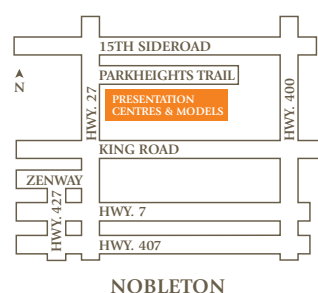 15TH SIDEROAD
PARKHEIGHTS TRAIL
N
PRESENTATION
CENTRES & MODELS
HWY. 27
HWY. 400
KING ROAD
ZENWAY
HWY. 427
HWY. 7
HWY. 407
NOBLETON